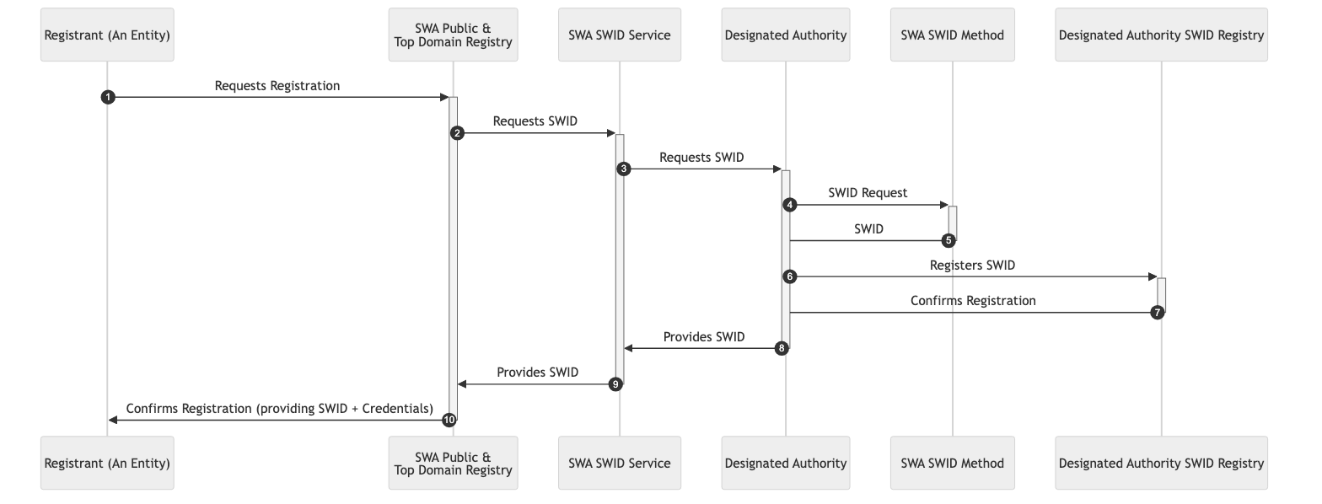 Registrant (An Entity)
SWA Public &
Top Domain Registry
SWA SWID Service
Designated Authority
SWA SWID Method
Designated Authority SWID Registry
1
Requests Registration
2
Requests SWID
3
Requests SWID
4
SWID Request
SWID
5
6
Registers SWID
Confirms Registration
7
Provides SWID
8
Provides SWID
9
Confirms Registration (providing SWID + Credentials)
10
Registrant (An Entity)
SWA Public &
Top Domain Registry
SWA SWID Service
Designated Authority
SWA SWID Method
Designated Authority SWID Registry